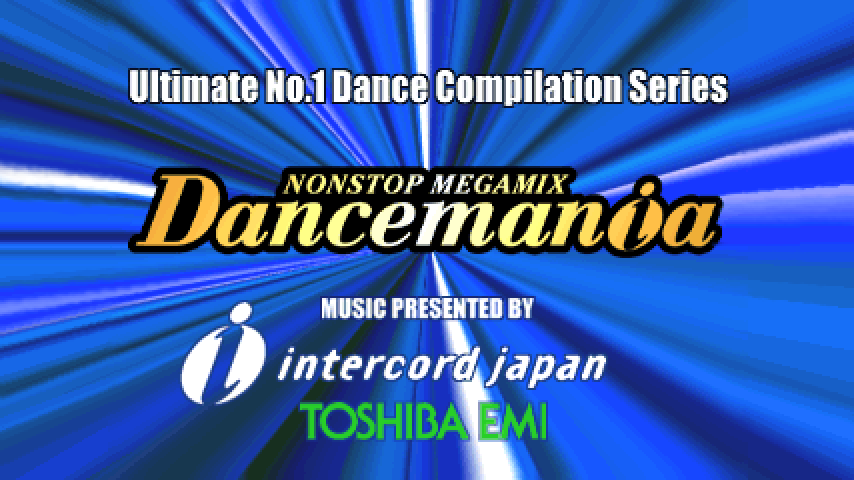 Ultimate No.1 Dance Compilation Series
NONSTOP MEGAMIX
Dancemania
MUSIC PRESENTED BY
i intercord japan
TOSHIBA EMI